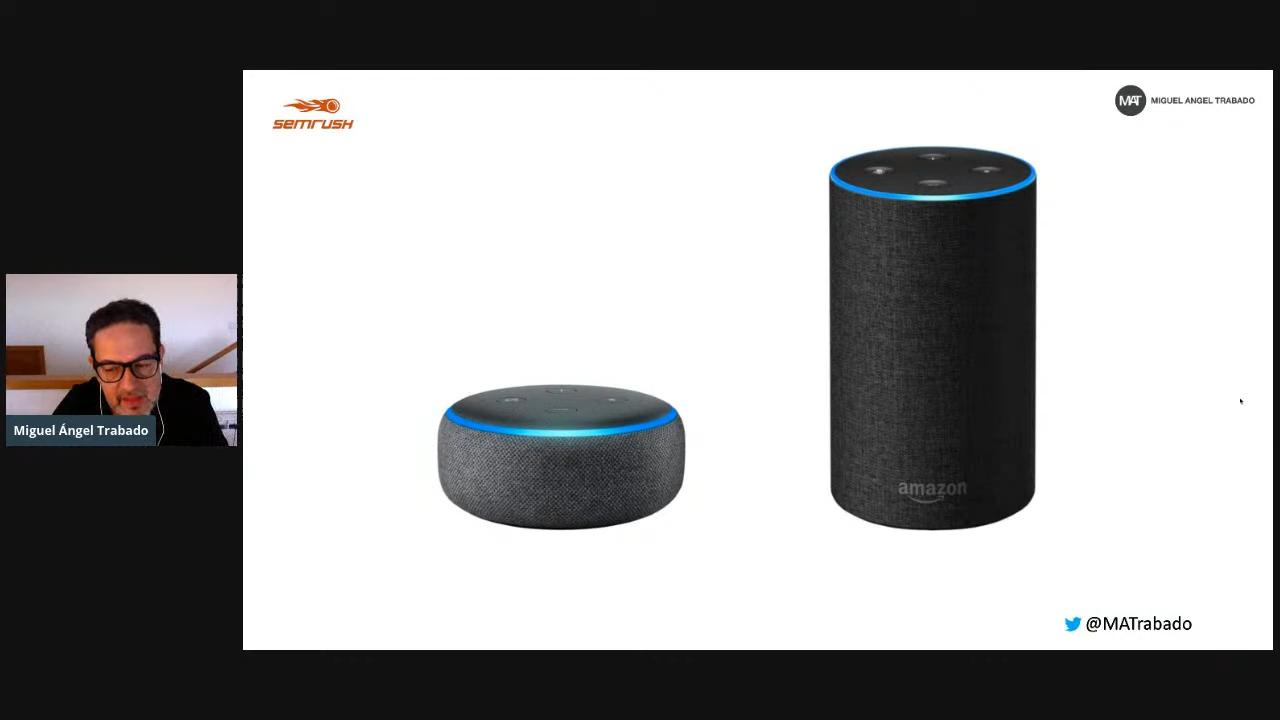 semrush
MAT MIGUEL ANGEL TRABADO
Miguel Ángel Trabado
amazon
@MATrabado